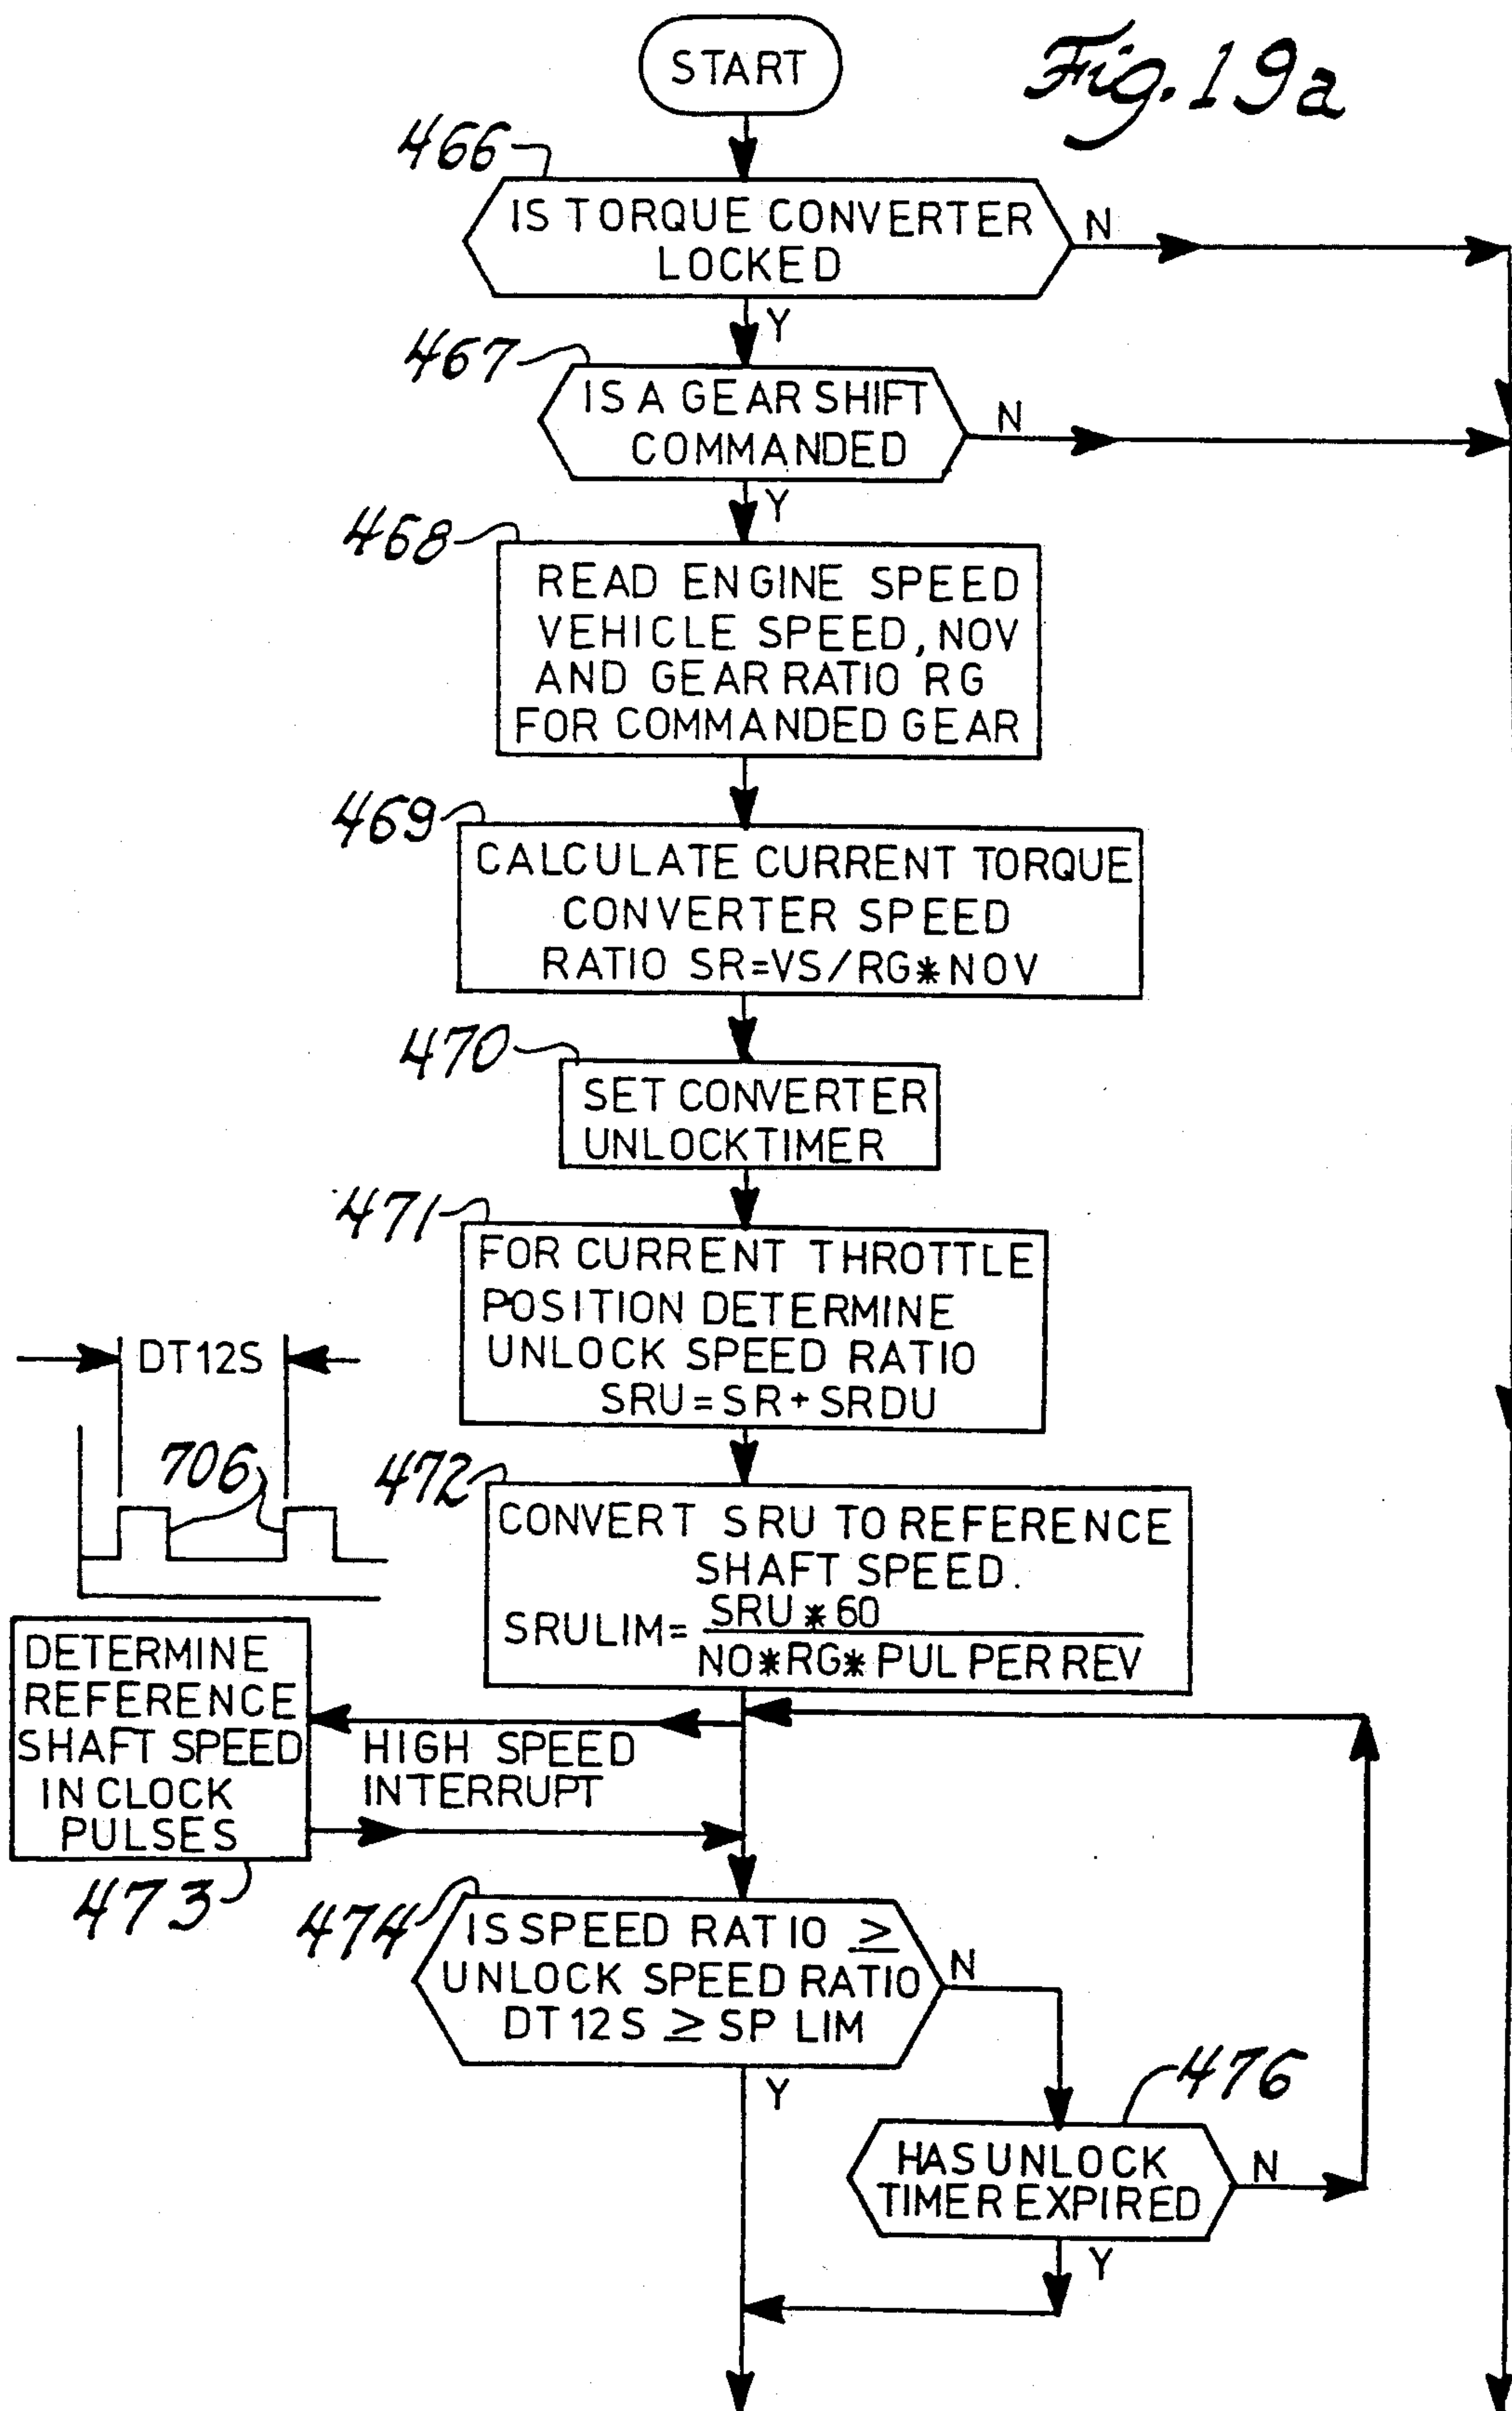 START
Fig. 19a
466
IS TORQUE CONVERTER
LOCKED
N
Y
467
IS A GEAR SHIFT
COMMANDED
N
Y
468
READ ENGINE SPEED
VEHICLE SPEED, NOV
AND GEAR RATIO RG
FOR COMMANDED GEAR
469
CALCULATE CURRENT TORQUE
CONVERTER SPEED
RATIO SR=VS/RG*NOV
470
SET CONVERTER
UNLOCK TIMER
471
FOR CURRENT THROTTLE
POSITION DETERMINE
UNLOCK SPEED RATIO
SRU=SR+SRDU
DT12S
706
472
CONVERT SRU TO REFERENCE
SHAFT SPEED.
SRULIM= SRU*60
NO*RG*PUL PER REV
DETERMINE
REFERENCE
SHAFT SPEED
IN CLOCK
PULSES
HIGH SPEED
INTERRUPT
473
474
IS SPEED RATIO ≥
UNLOCK SPEED RATIO
DT12S ≥ SP LIM
N
Y
476
HAS UNLOCK
TIMER EXPIRED
N
Y